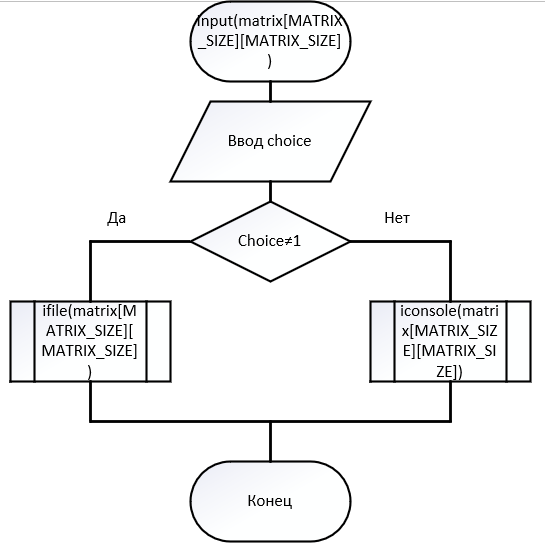 Input(matrix[MATRIX
_SIZE][MATRIX_SIZE]
)
Ввод choice
Да
Нет
Choice≠1
ifile(matrix[M
ATRIX_SIZE][
MATRIX_SIZE]
)
iconsole(matri
x[MATRIX_SIZ
E][MATRIX_SI
ZE])
Конец